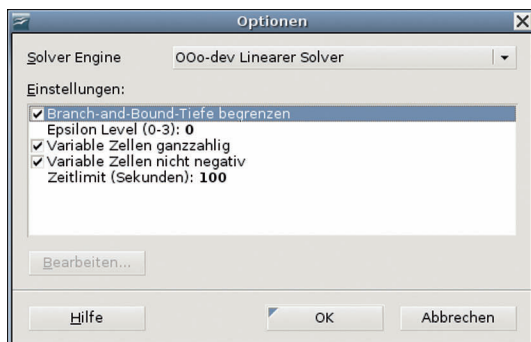 Optionen
Solver Engine OOo-dev Linearer Solver
Einstellungen:
Branch-and-Bound-Tiefe begrenzen
Epsilon Level (0-3): 0
Variable Zellen ganzzahlig
Variable Zellen nicht negativ
Zeitlimit (Sekunden): 100
Bearbeiten...
Hilfe OK Abbrechen